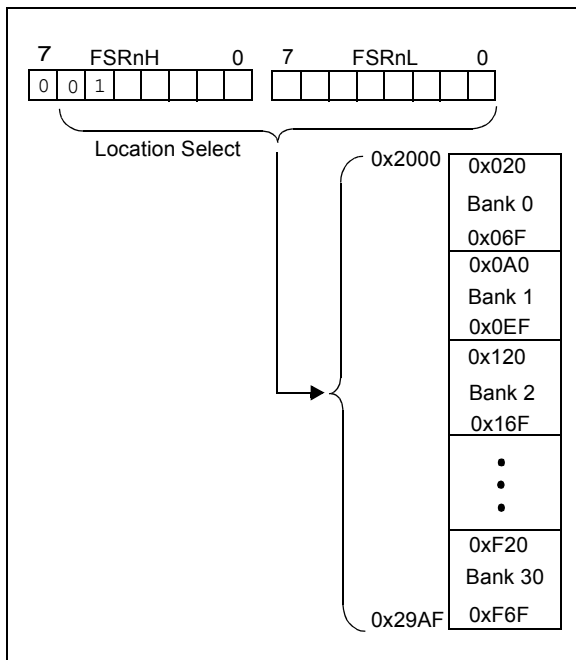 7 FSRnH 0 7 FSRnL 0
0 0 1
Location Select
0x2000
0x020
Bank 0
0x06F
0x0A0
Bank 1
0x0EF
0x120
Bank 2
0x16F
0xF20
Bank 30
0x29AF
0xF6F